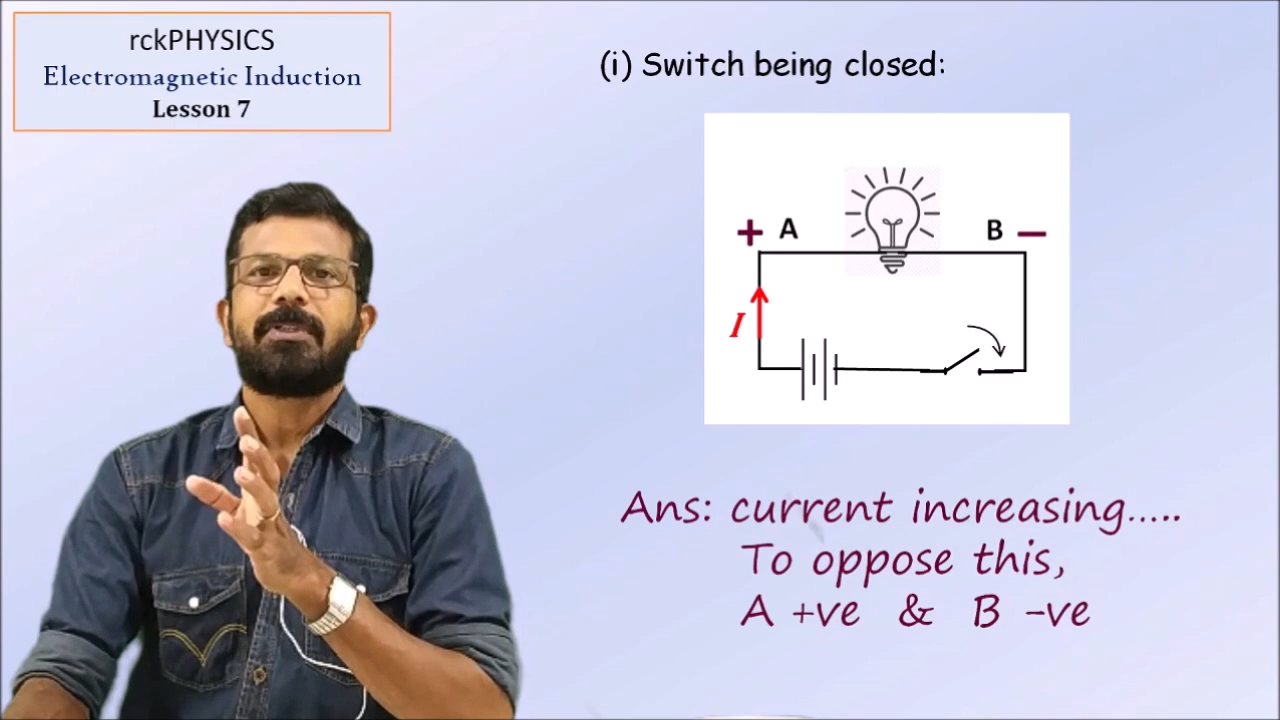 rckPHYSICS
Electromagnetic Induction
Lesson 7
(i) Switch being closed:
+ A B −
I
Ans: current increasing.....
To oppose this,
A +ve & B -ve